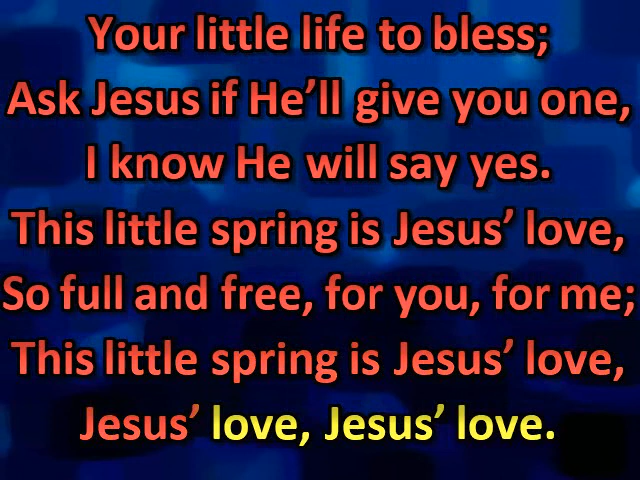 Your little life to bless;
Ask Jesus if He’ll give you one,
I know He will say yes.
This little spring is Jesus’ love,
So full and free, for you, for me;
This little spring is Jesus’ love,
Jesus’ love, Jesus’ love.